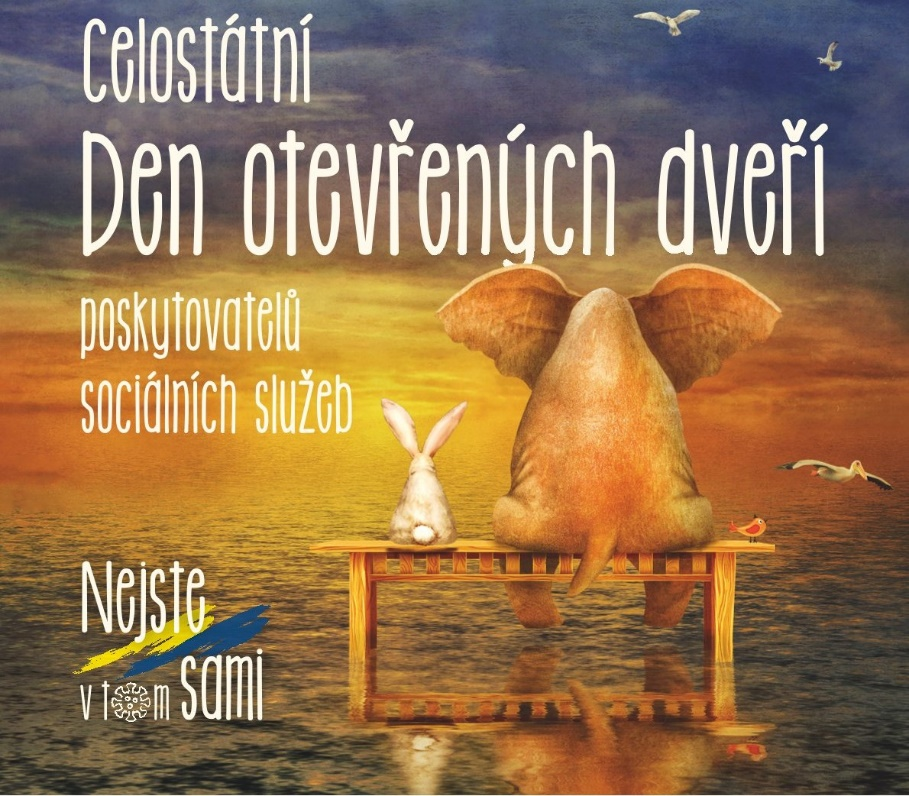 Celostátní
Den otevřených dveří
poskytovatelů
sociálních služeb
Nejste
v tom sami